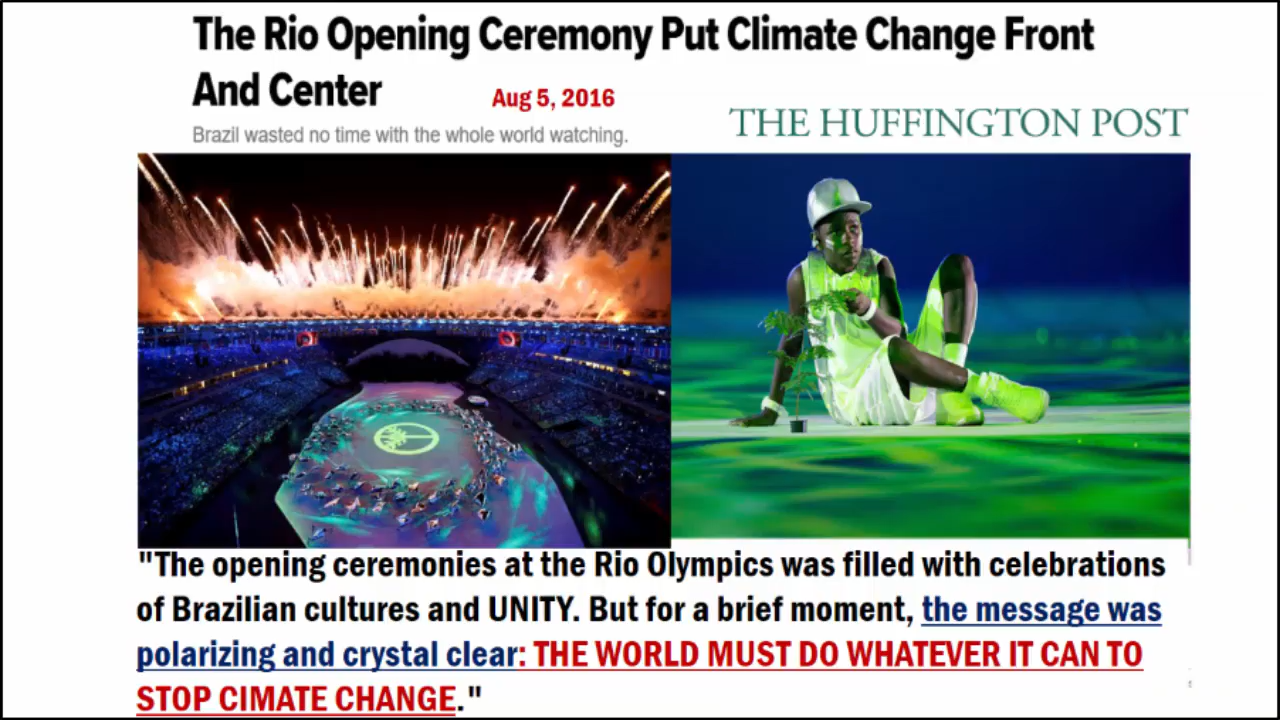 The Rio Opening Ceremony Put Climate Change Front
And Center
Aug 5, 2016
Brazil wasted no time with the whole world watching.
THE HUFFINGTON POST
"The opening ceremonies at the Rio Olympics was filled with celebrations
of Brazilian cultures and UNITY. But for a brief moment, the message was
polarizing and crystal clear: THE WORLD MUST DO WHATEVER IT CAN TO
STOP CIMATE CHANGE."